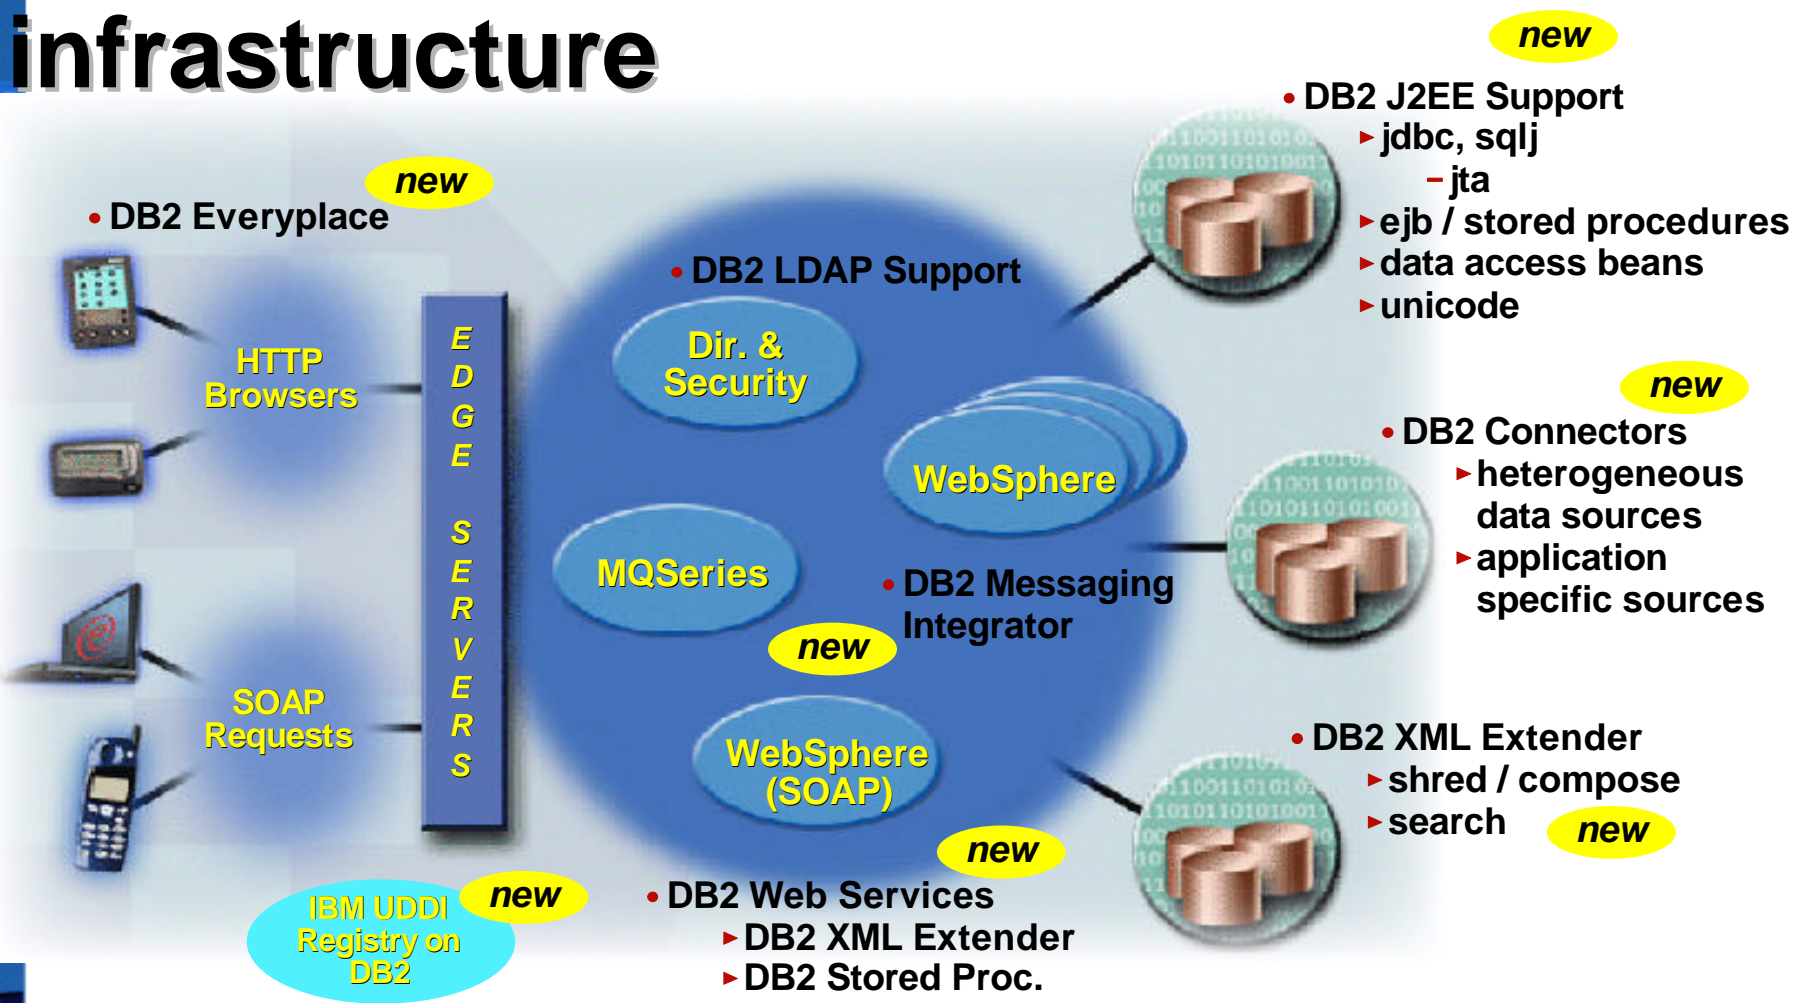 infrastructure
new
• DB2 J2EE Support
► jdbc, sqlj
– jta
► ejb / stored procedures
► data access beans
► unicode
new
• DB2 Everyplace
• DB2 LDAP Support
Dir. &
Security
HTTP
Browsers
EDGE SERVERS
WebSphere
new
• DB2 Connectors
► heterogeneous
data sources
► application
specific sources
MQSeries
• DB2 Messaging
Integrator
new
SOAP
Requests
WebSphere
(SOAP)
• DB2 XML Extender
► shred / compose
► search
new
new
• DB2 Web Services
► DB2 XML Extender
► DB2 Stored Proc.
new
IBM UDDI
Registry on
DB2